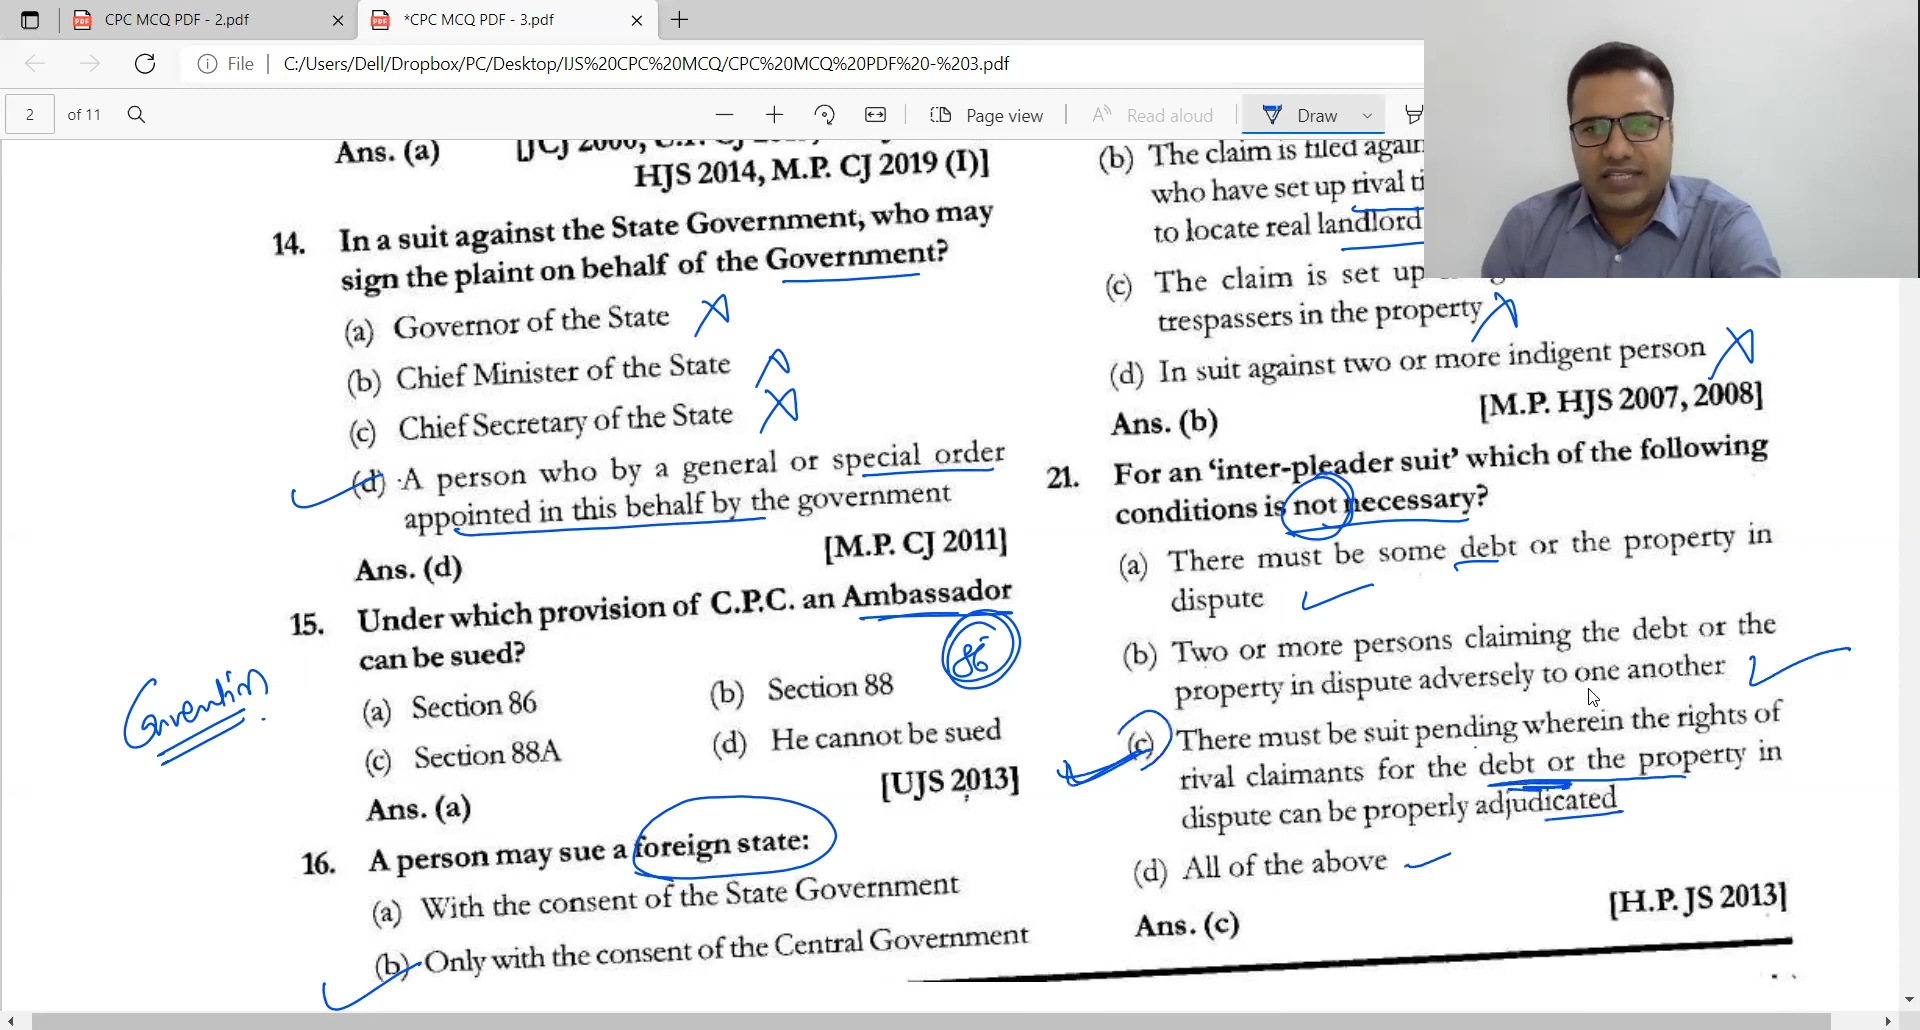 CPC MCQ PDF - 2.pdf
*CPC MCQ PDF - 3.pdf
File
C:/Users/Dell/Dropbox/PC/Desktop/IJS%20CPC%20MCQ/CPC%20MCQ%20PDF%20-%203.pdf
2 of 11
Page view
Read aloud
Draw
Ans. (a)
HJS 2014, M.P. CJ 2019 (I)]
14. In a suit against the State Government, who may
sign the plaint on behalf of the Government?
(a) Governor of the State
(b) Chief Minister of the State
(c) Chief Secretary of the State
(d) A person who by a general or special order
appointed in this behalf by the government
Ans. (d) [M.P. CJ 2011]
15. Under which provision of C.P.C. an Ambassador
can be sued?
86
(a) Section 86 (b) Section 88
(c) Section 88A (d) He cannot be sued
[UJS 2013]
Ans. (a)
Convention
16. A person may sue a foreign state:
(a) With the consent of the State Government
(b) Only with the consent of the Central Government
(b) The claim is filed
who have set up rival
to locate real landlord
(c) The claim is set up
trespassers in the property
(d) In suit against two or more indigent person
[M.P. HJS 2007, 2008]
Ans. (b)
21. For an ‘inter-pleader suit’ which of the following
conditions is not necessary?
(a) There must be some debt or the property in
dispute
(b) Two or more persons claiming the debt or the
property in dispute adversely to one another
(c) There must be suit pending wherein the rights of
rival claimants for the debt or the property in
dispute can be properly adjudicated
(d) All of the above
[H.P. JS 2013]
Ans. (c)